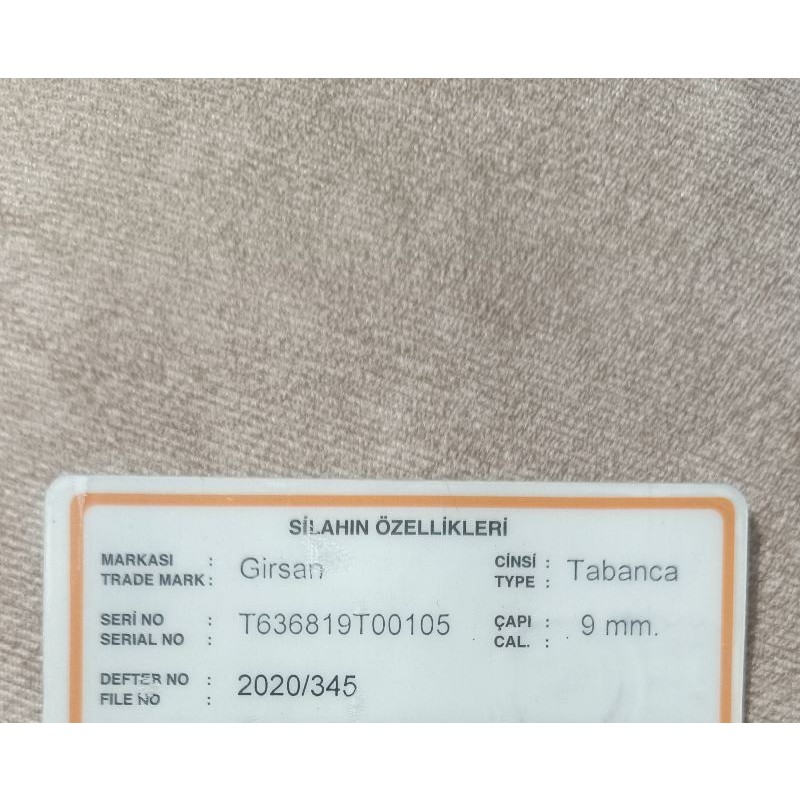 SİLAHIN ÖZELLİKLERİ
MARKASI : Girsan CİNSİ : Tabanca
TRADE MARK : TYPE :
SERİ NO : T636819T00105 ÇAPI : 9 mm.
SERIAL NO : CAL. :
DEFTER NO : 2020/345
FILE NO :